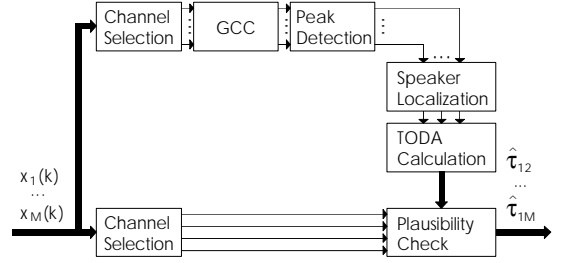 Channel
Selection
GCC
Peak
Detection
...
Speaker
Localization
TODA
Calculation
x1(k)
...
xM(k)
τ̂12
...
τ̂1M
Channel
Selection
Plausibility
Check